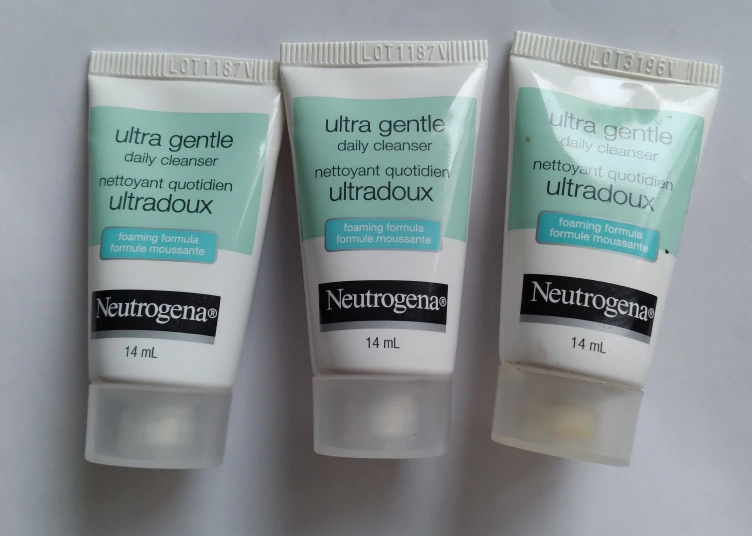 LOT1187V
ultra gentle
daily cleanser
nettoyant quotidien
ultradoux
foaming formula
formule moussante
Neutrogena®
14 mL
LOT1187V
ultra gentle
daily cleanser
nettoyant quotidien
ultradoux
foaming formula
formule moussante
Neutrogena®
14 mL
LOT3196V
ultra gentle
daily cleanser
nettoyant quotidien
ultradoux
foaming formula
formule moussante
Neutrogena®
14 mL